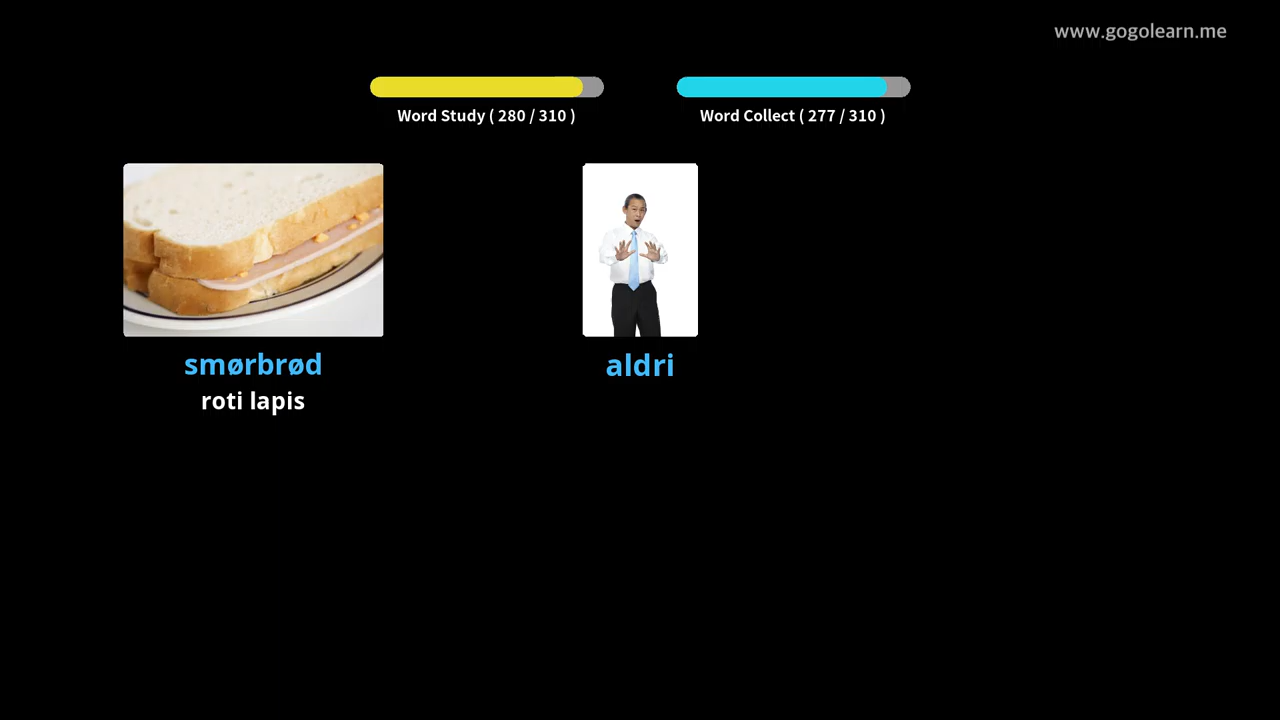 www.gogolearn.me
Word Study ( 280 / 310 )
Word Collect ( 277 / 310 )
smørbrød
roti lapis
aldri